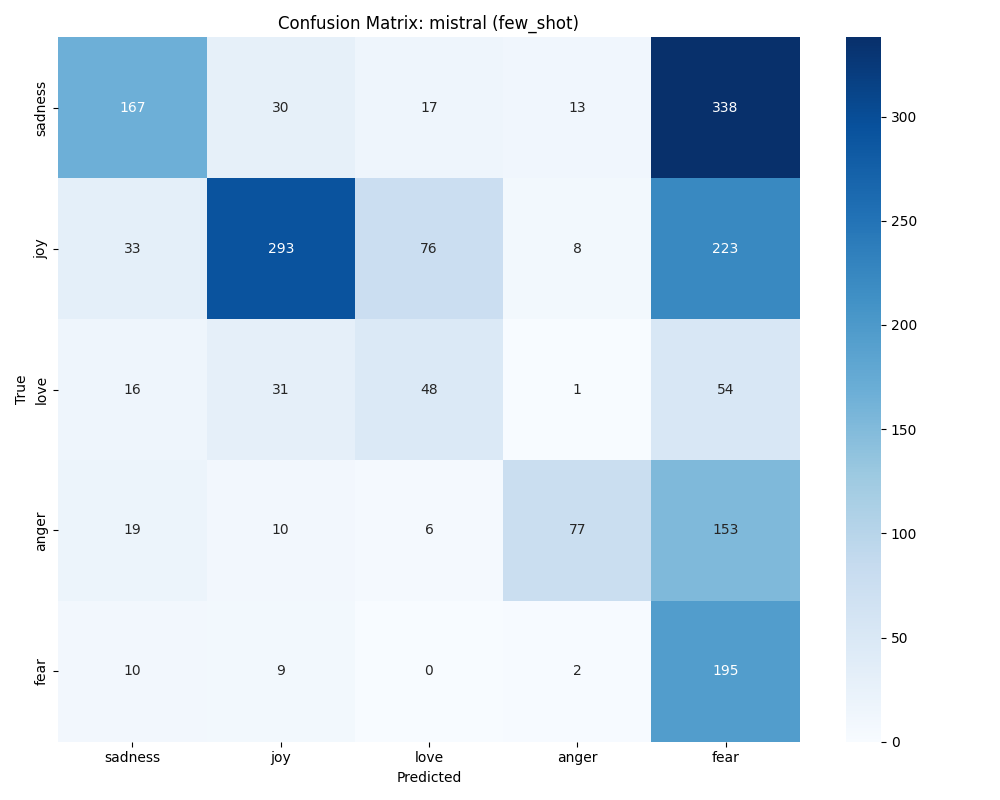 Confusion Matrix: mistral (few_shot)
sadness 167 30 17 13 338
joy 33 293 76 8 223
love 16 31 48 1 54
anger 19 10 6 77 153
fear 10 9 0 2 195
True
sadness joy love anger fear
Predicted
300
250
200
150
100
50
0